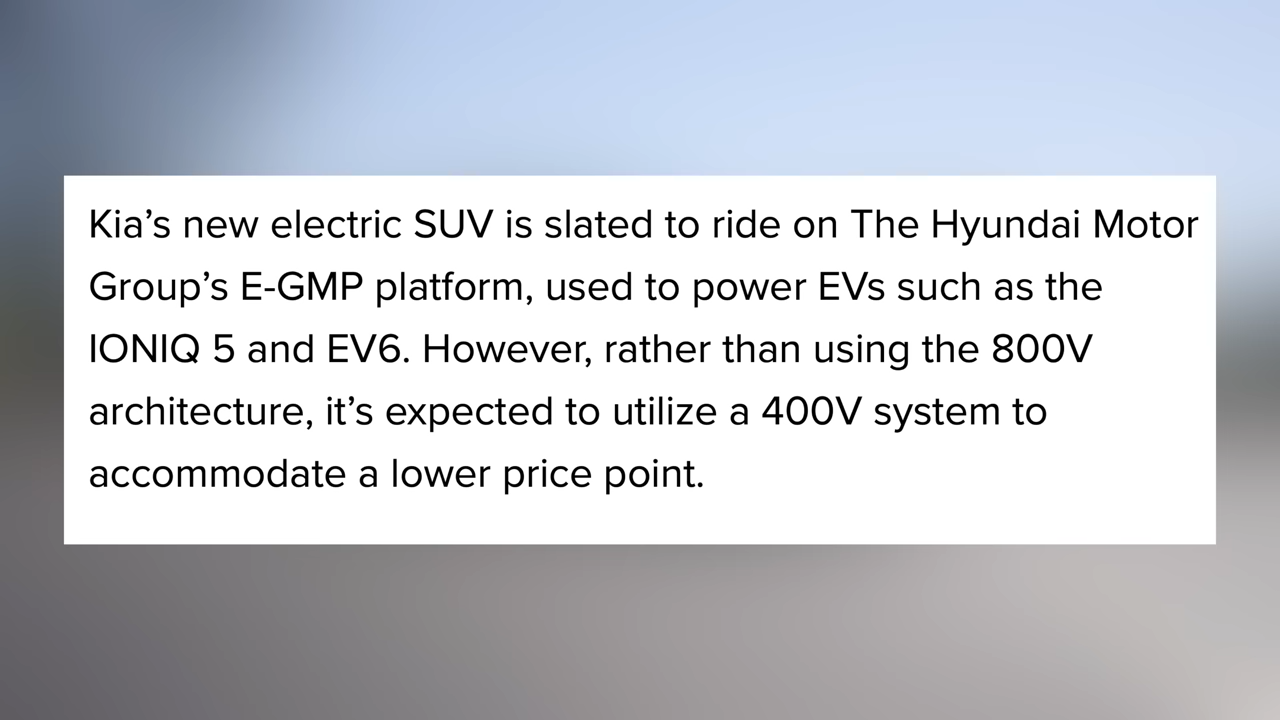 Kia’s new electric SUV is slated to ride on The Hyundai Motor
Group’s E-GMP platform, used to power EVs such as the
IONIQ 5 and EV6. However, rather than using the 800V
architecture, it’s expected to utilize a 400V system to
accommodate a lower price point.